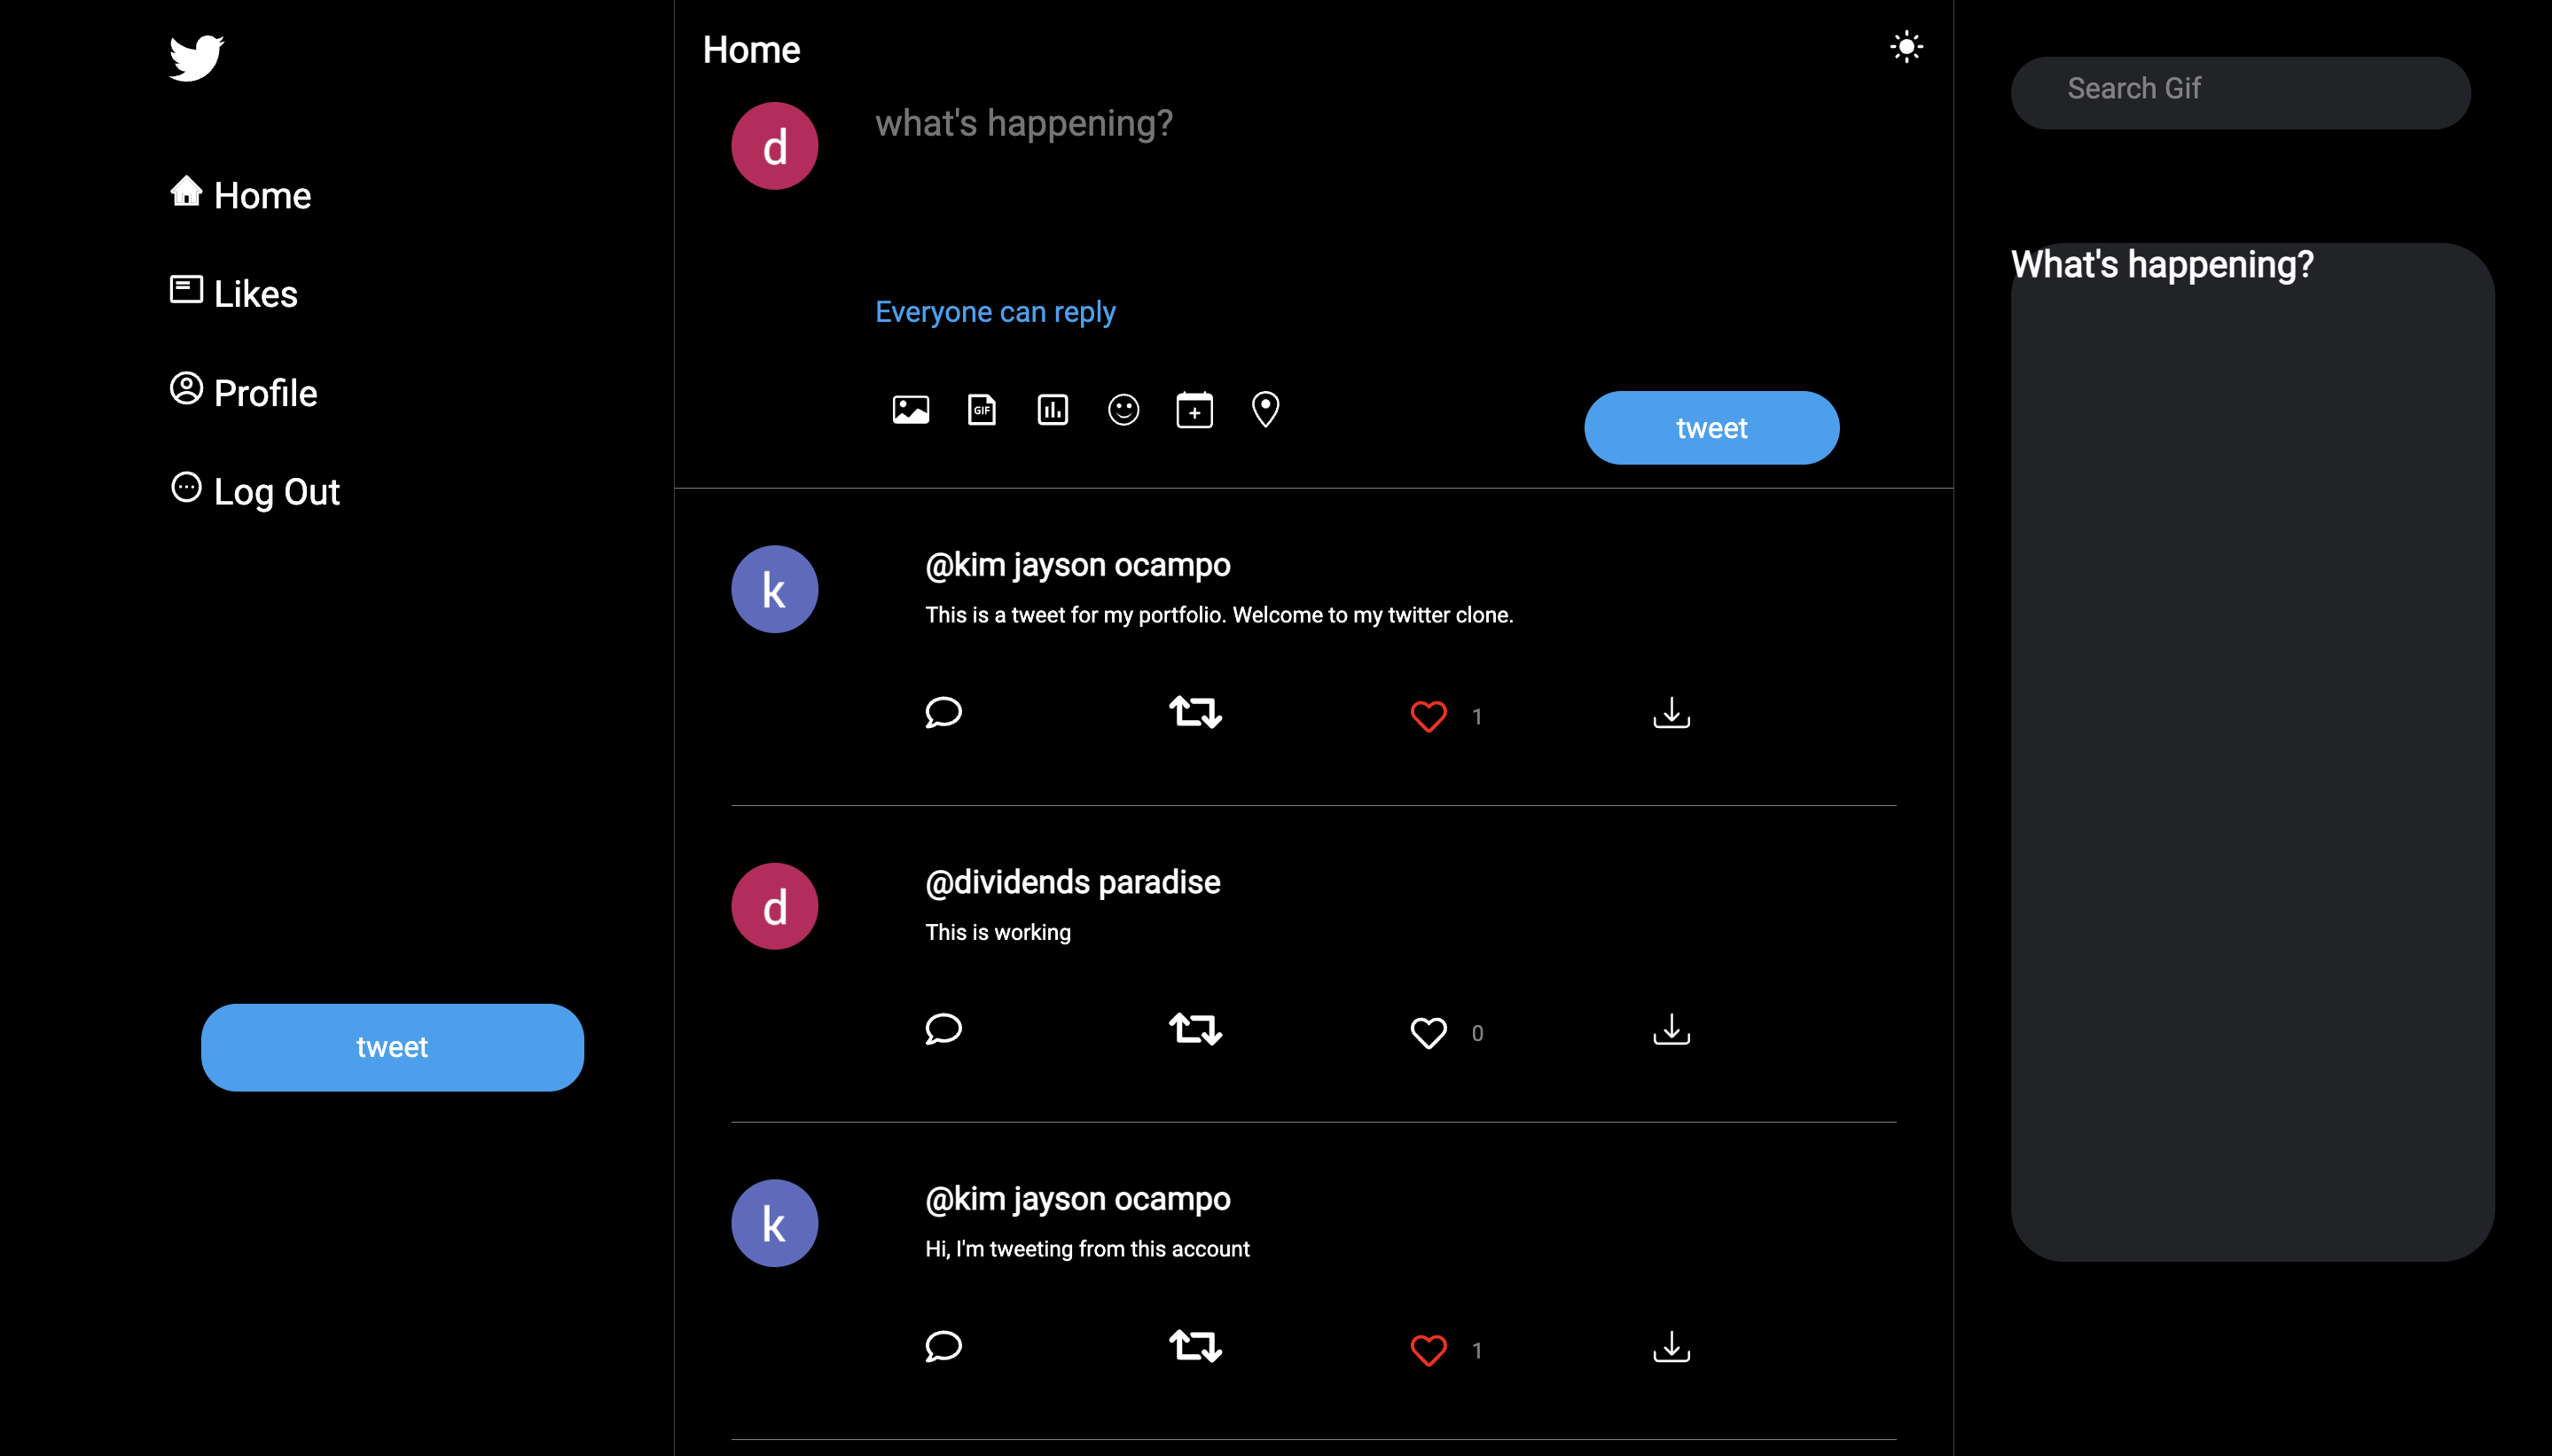 Home
Likes
Profile
Log Out
tweet
Home
d
what's happening?
Everyone can reply
GIF
tweet
k
@kim jayson ocampo
This is a tweet for my portfolio. Welcome to my twitter clone.
1
d
@dividends paradise
This is working
0
k
@kim jayson ocampo
Hi, I'm tweeting from this account
1
Search Gif
What's happening?